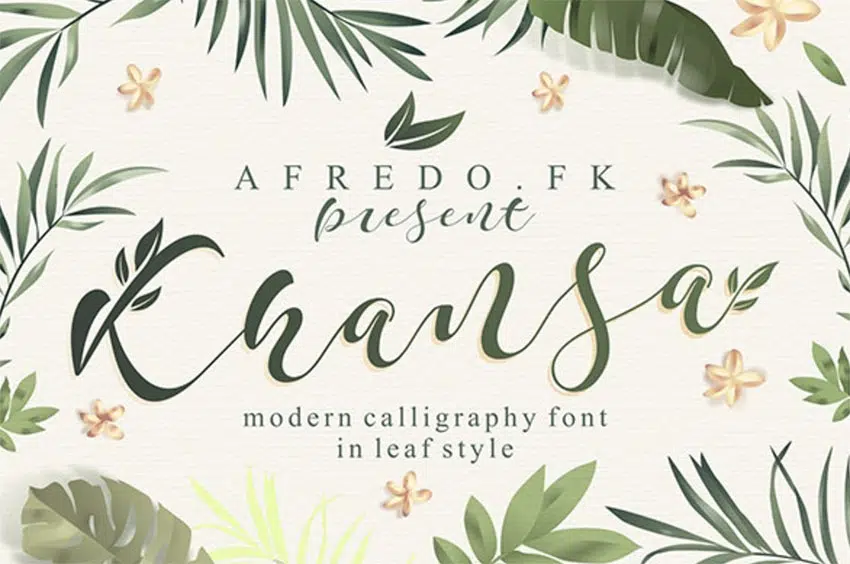 AFREDO.FK
present
Khansa
modern calligraphy font
in leaf style